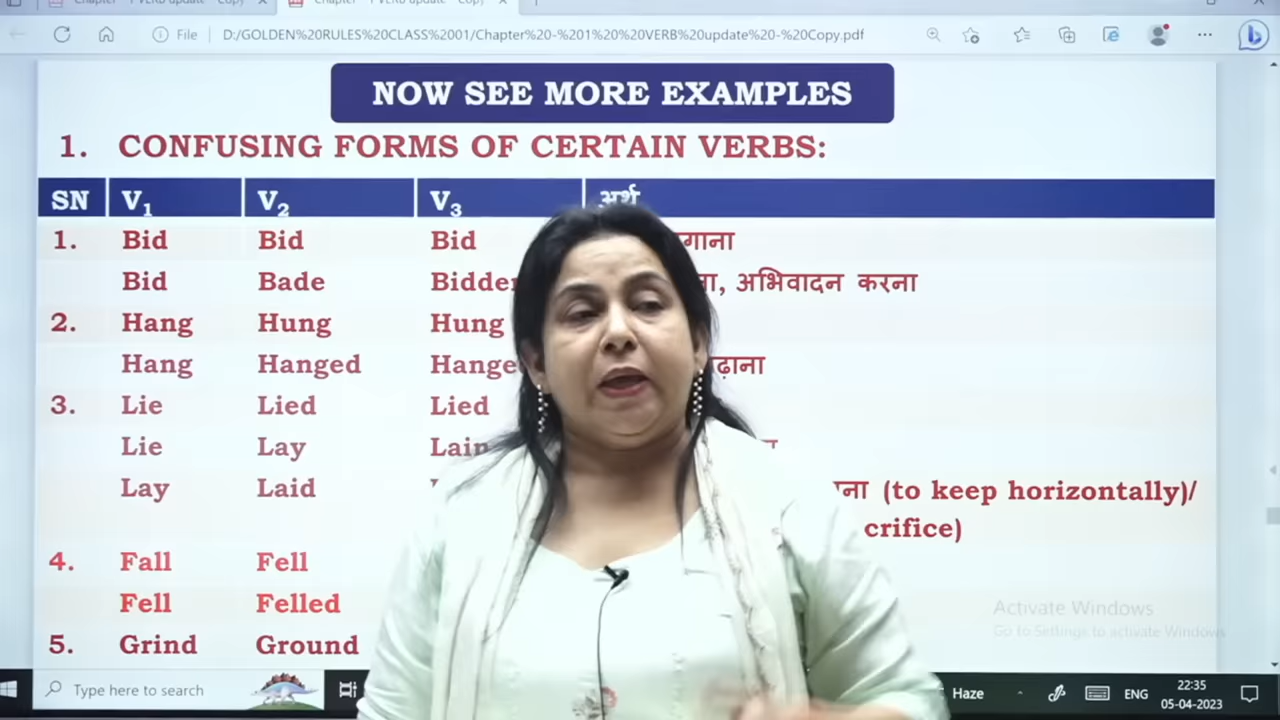 File D:/GOLDEN%20RULES%20CLASS%2001/Chapter%20-%201%20%20VERB%20update%20-%20Copy.pdf
NOW SEE MORE EXAMPLES
1. CONFUSING FORMS OF CERTAIN VERBS:
SN V1 V2 V3 अर्थ
1. Bid Bid Bid
Bid Bade अभिवादन करना
2. Hang Hung Hung
Hang Hanged
3. Lie Lied Lied
Lie Lay Lain
Lay Laid (to keep horizontally)/
4. Fall Fell
Fell Felled
Activate Windows
Go to Settings to activate Windows
5. Grind Ground
Type here to search Haze ENG 22:35
05-04-2023